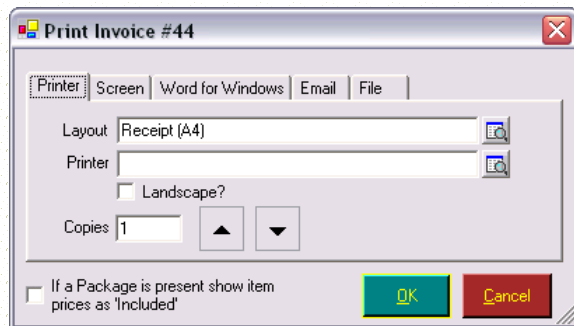 Print Invoice #44
Printer Screen Word for Windows Email File
Layout Receipt (A4)
Printer
Landscape?
Copies 1
If a Package is present show item
prices as 'Included'
OK Cancel